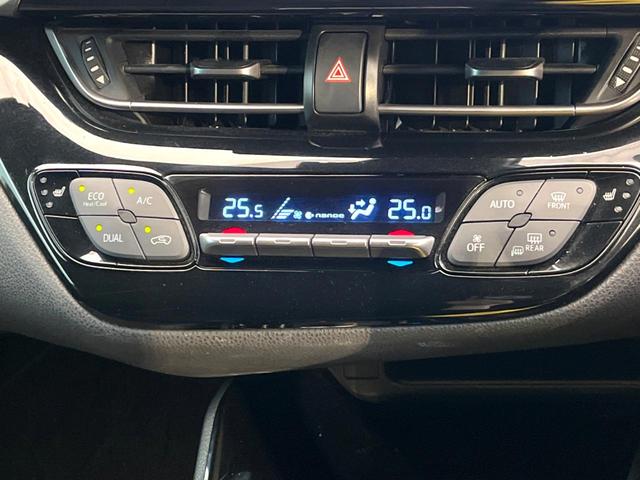 ECO
Heat/Cool
A/C
DUAL
25.5
nanoe
25.0
AUTO
FRONT
OFF
REAR